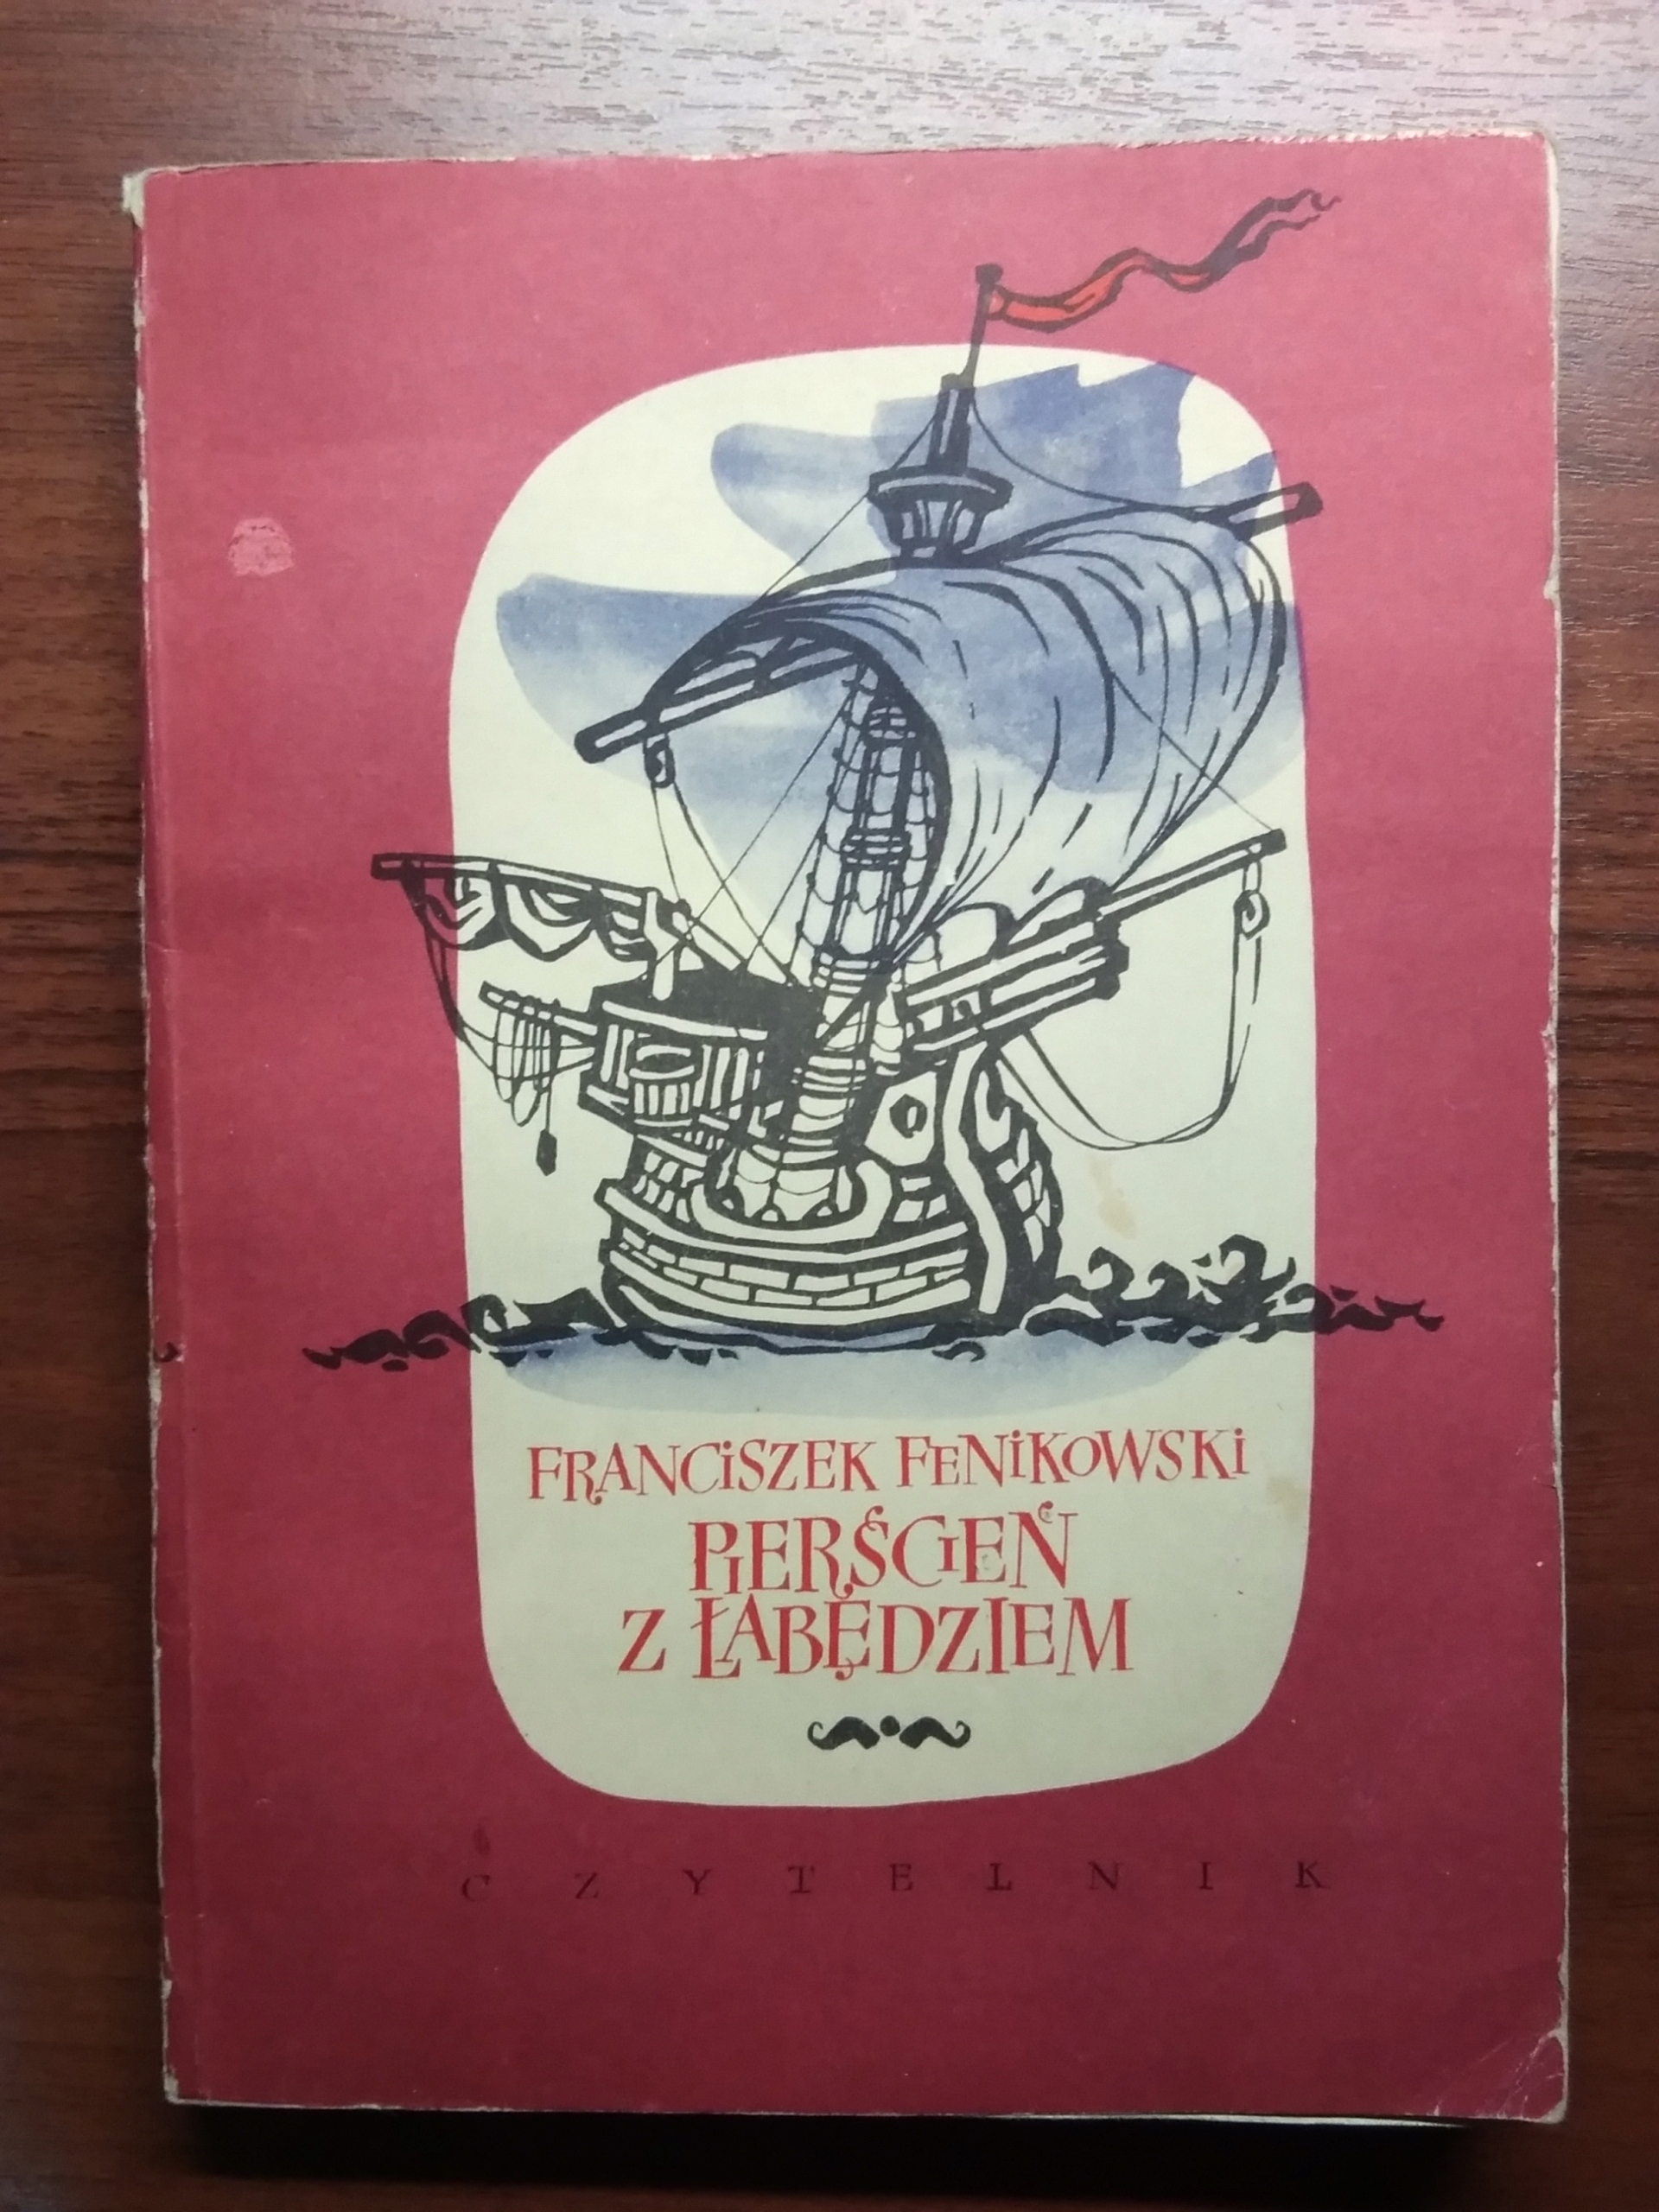 FRANCISZEK FENIKOWSKI
PIERŚCIEŃ
Z ŁABĘDZIEM
CZYTELNIK